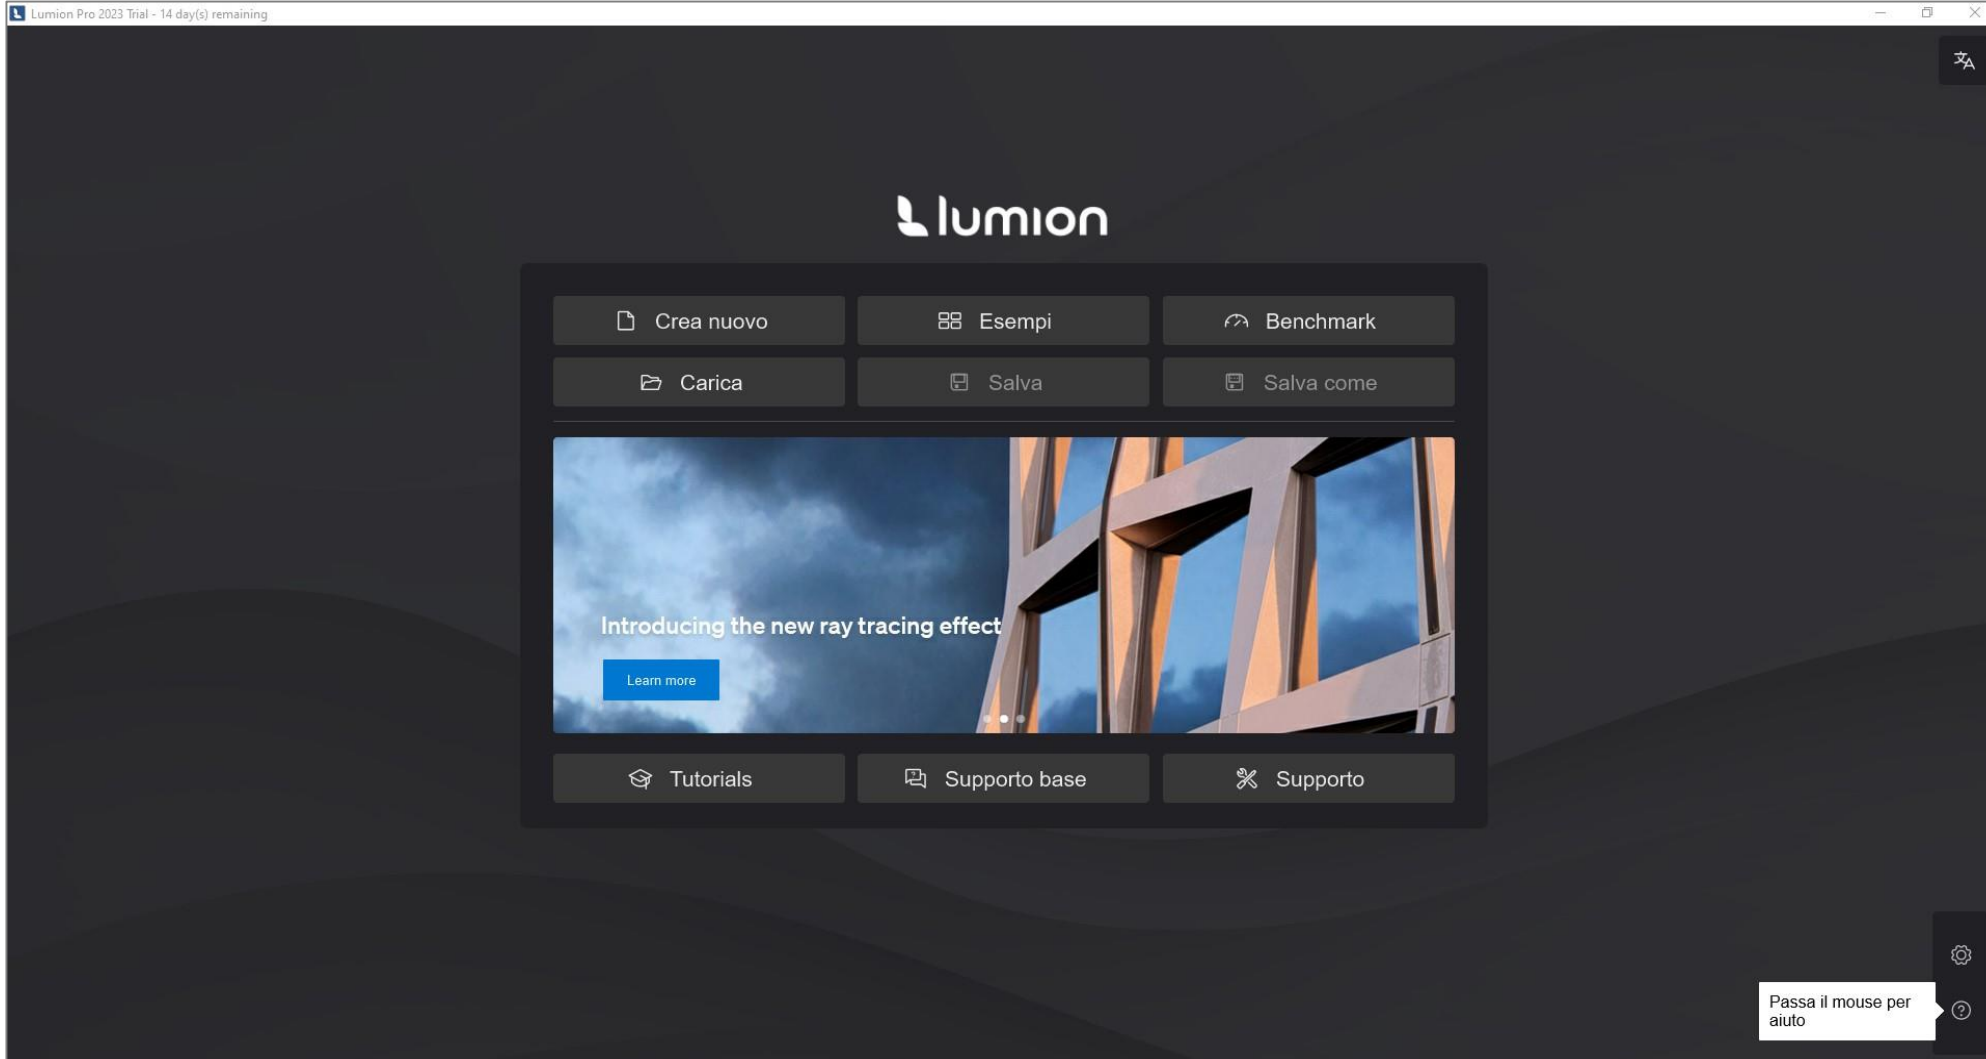 Lumion Pro 2023 Trial - 14 day(s) remaining
lumion
Crea nuovo
Esempi
Benchmark
Carica
Salva
Salva come
Introducing the new ray tracing effect
Learn more
Tutorials
Supporto base
Supporto
Passa il mouse per
aiuto